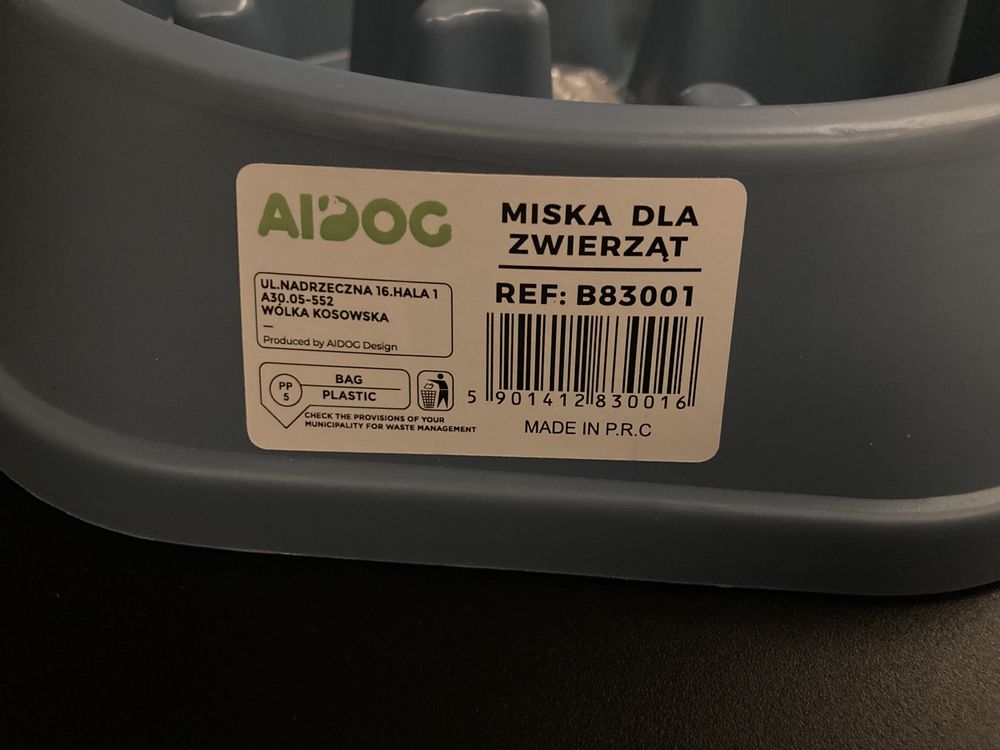 AIDOG
MISKA DLA
ZWIERZĄT
REF: B83001
UL.NADRZECZNA 16.HALA 1
A30.05-552
WÓLKA KOSOWSKA
—
Produced by AIDOG Design
PP
5
BAG
PLASTIC
CHECK THE PROVISIONS OF YOUR
MUNICIPALITY FOR WASTE MANAGEMENT
5 901412 830016
MADE IN P.R.C